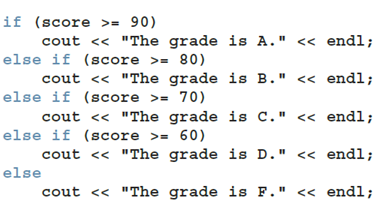 if (score >= 90)
    cout << "The grade is A." << endl;
else if (score >= 80)
    cout << "The grade is B." << endl;
else if (score >= 70)
    cout << "The grade is C." << endl;
else if (score >= 60)
    cout << "The grade is D." << endl;
else
    cout << "The grade is F." << endl;